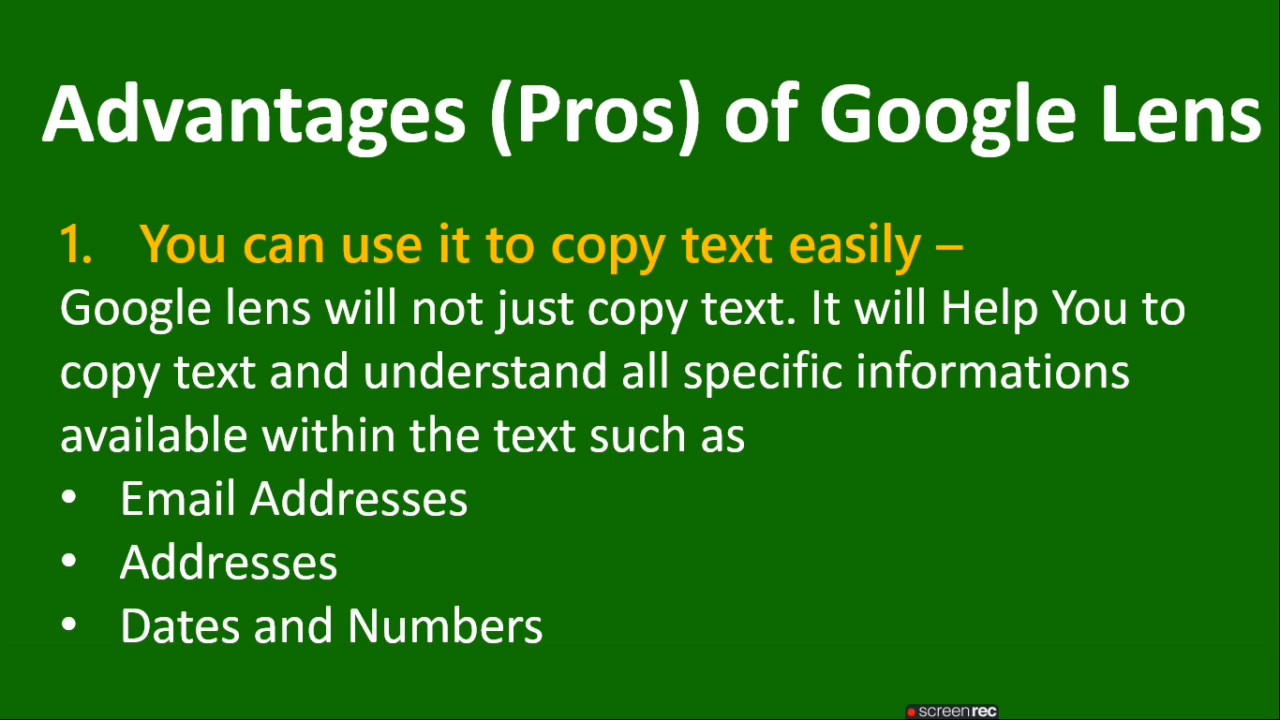 Advantages (Pros) of Google Lens
1. You can use it to copy text easily –
Google lens will not just copy text. It will Help You to
copy text and understand all specific informations
available within the text such as
• Email Addresses
• Addresses
• Dates and Numbers
screenrec